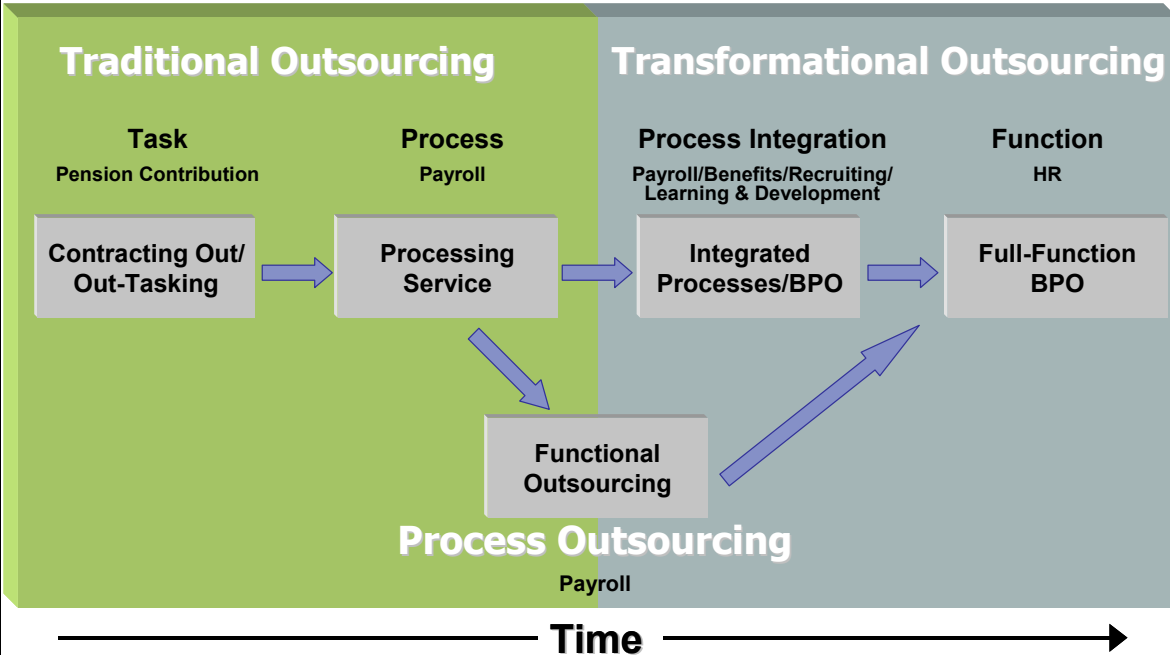 Traditional Outsourcing
Transformational Outsourcing
Task
Pension Contribution
Process
Payroll
Process Integration
Payroll/Benefits/Recruiting/
Learning & Development
Function
HR
Contracting Out/
Out-Tasking
Processing
Service
Integrated
Processes/BPO
Full-Function
BPO
Functional
Outsourcing
Process Outsourcing
Payroll
Time